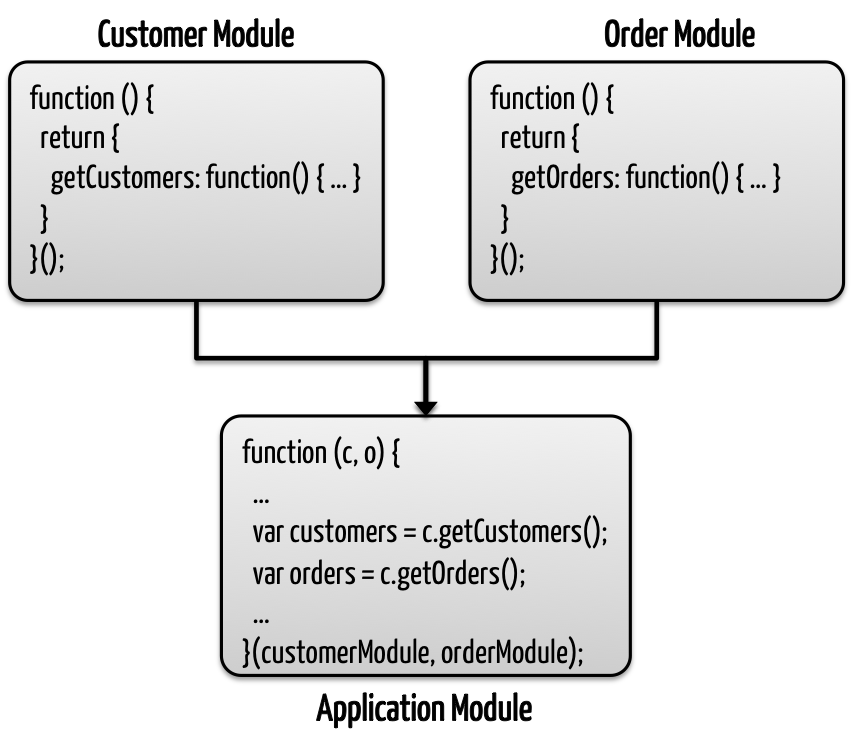 Customer Module
function () {
return {
getCustomers: function() { ... }
}
}();
Order Module
function () {
return {
getOrders: function() { ... }
}
}();
function (c, o) {
...
var customers = c.getCustomers();
var orders = c.getOrders();
...
}(customerModule, orderModule);
Application Module